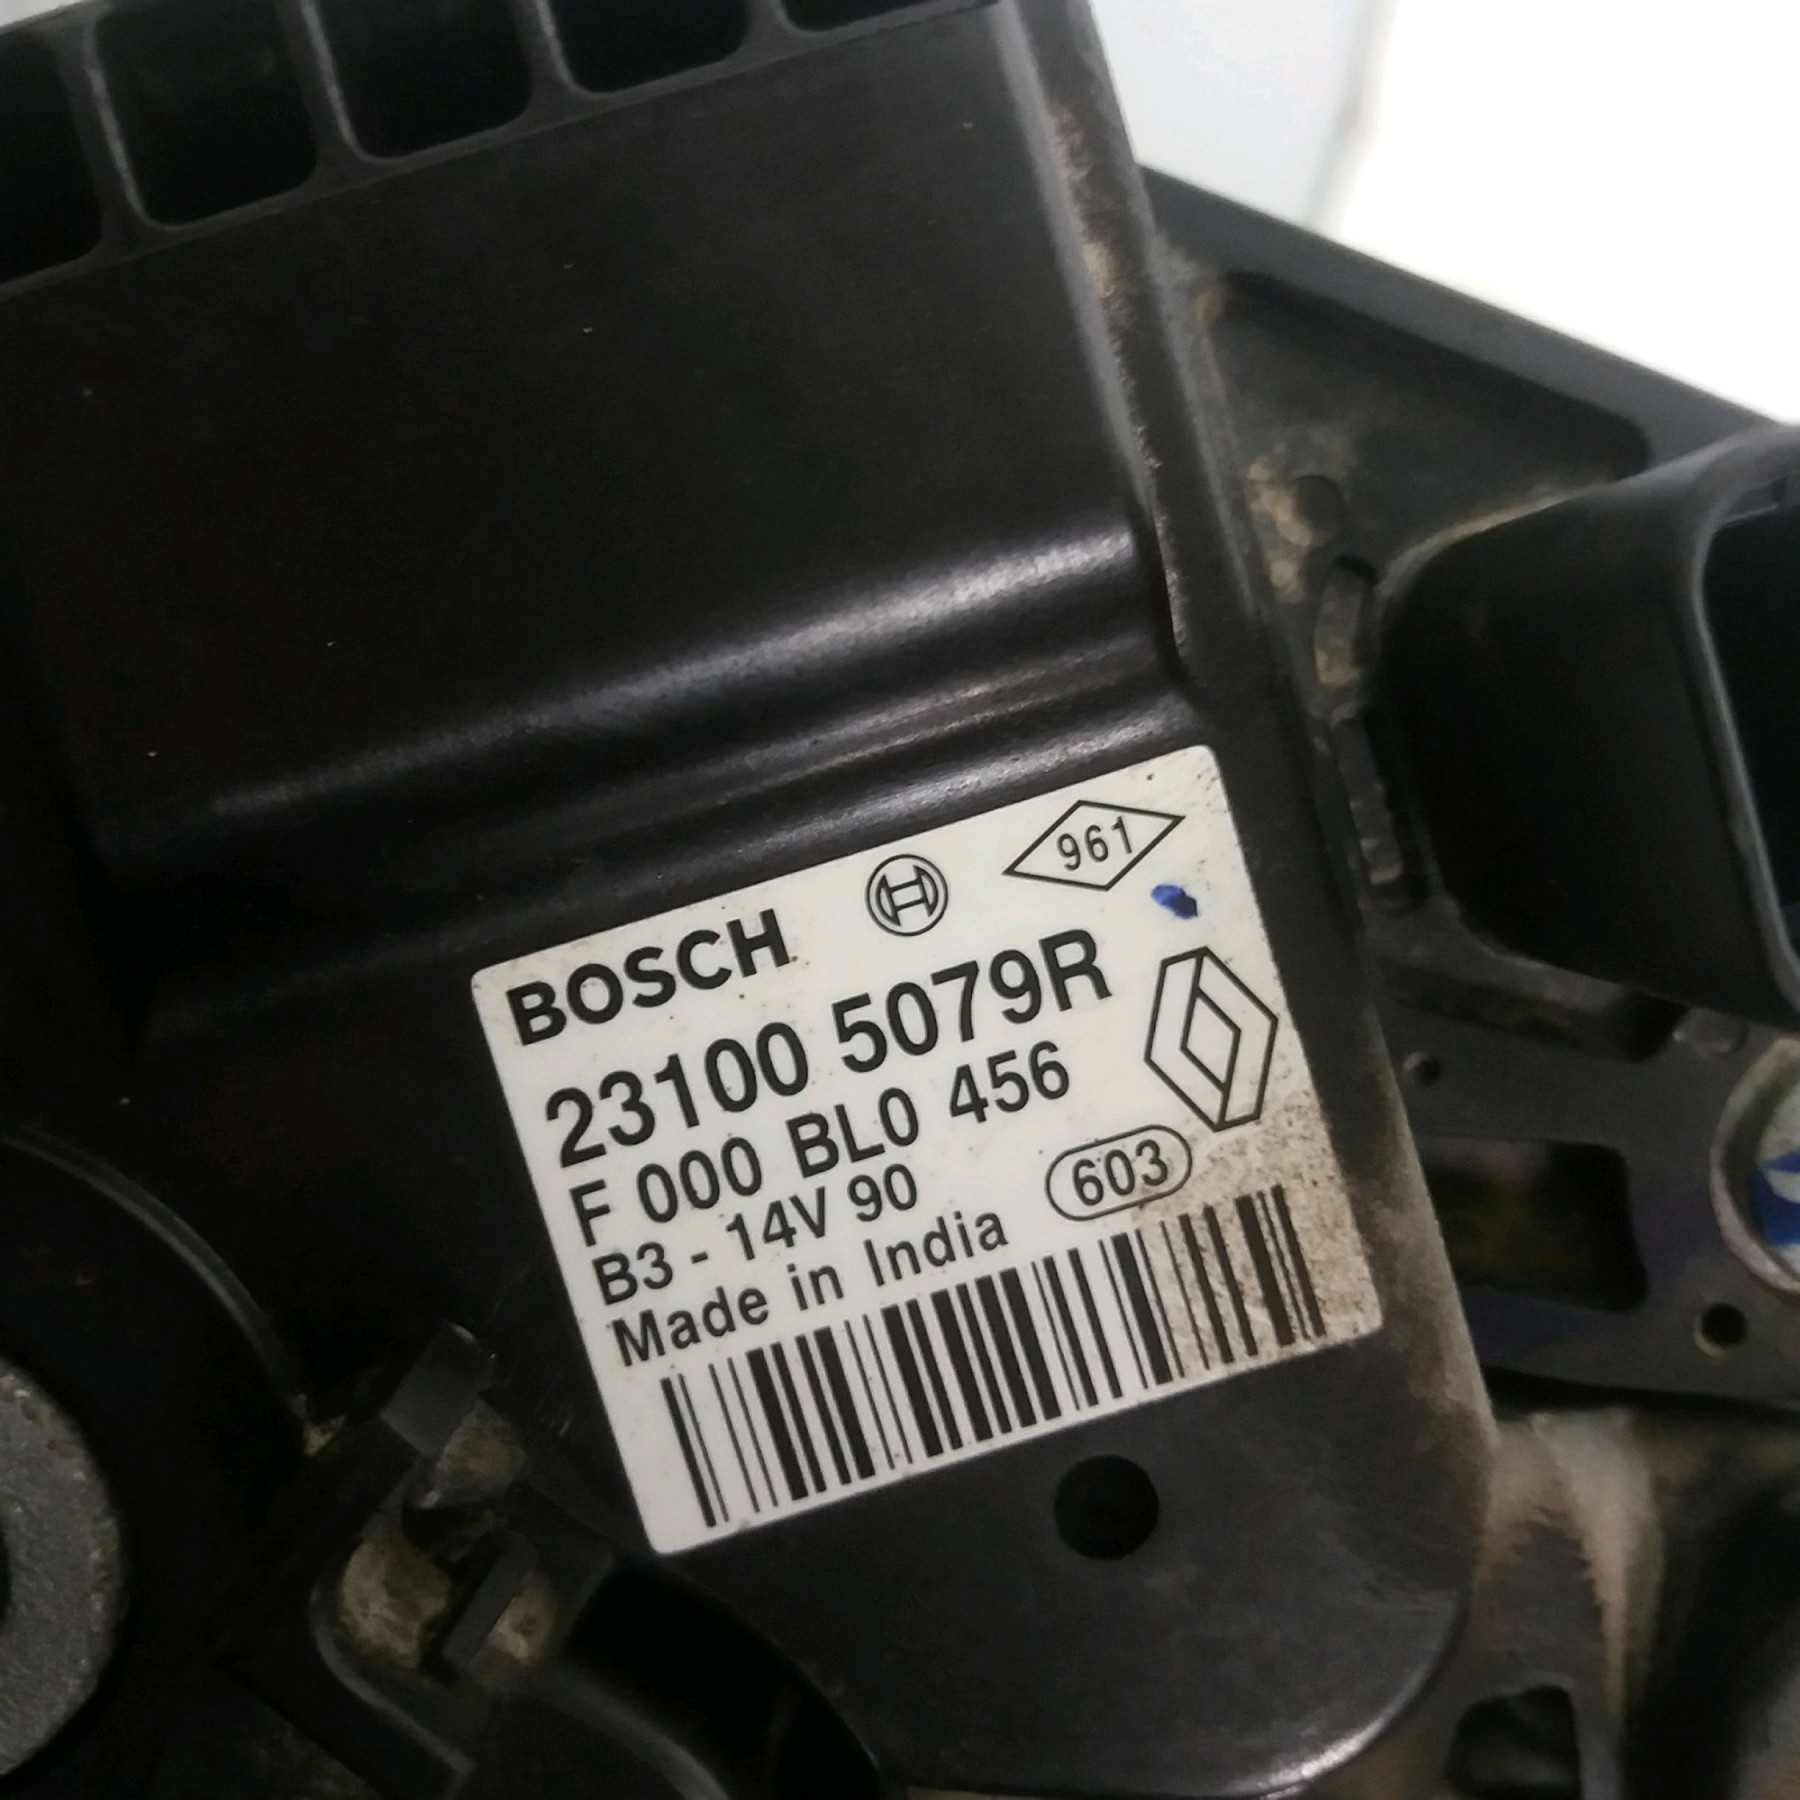 961
BOSCH
23100 5079R
F 000 BL0 456
B3 - 14V 90
603
Made in India